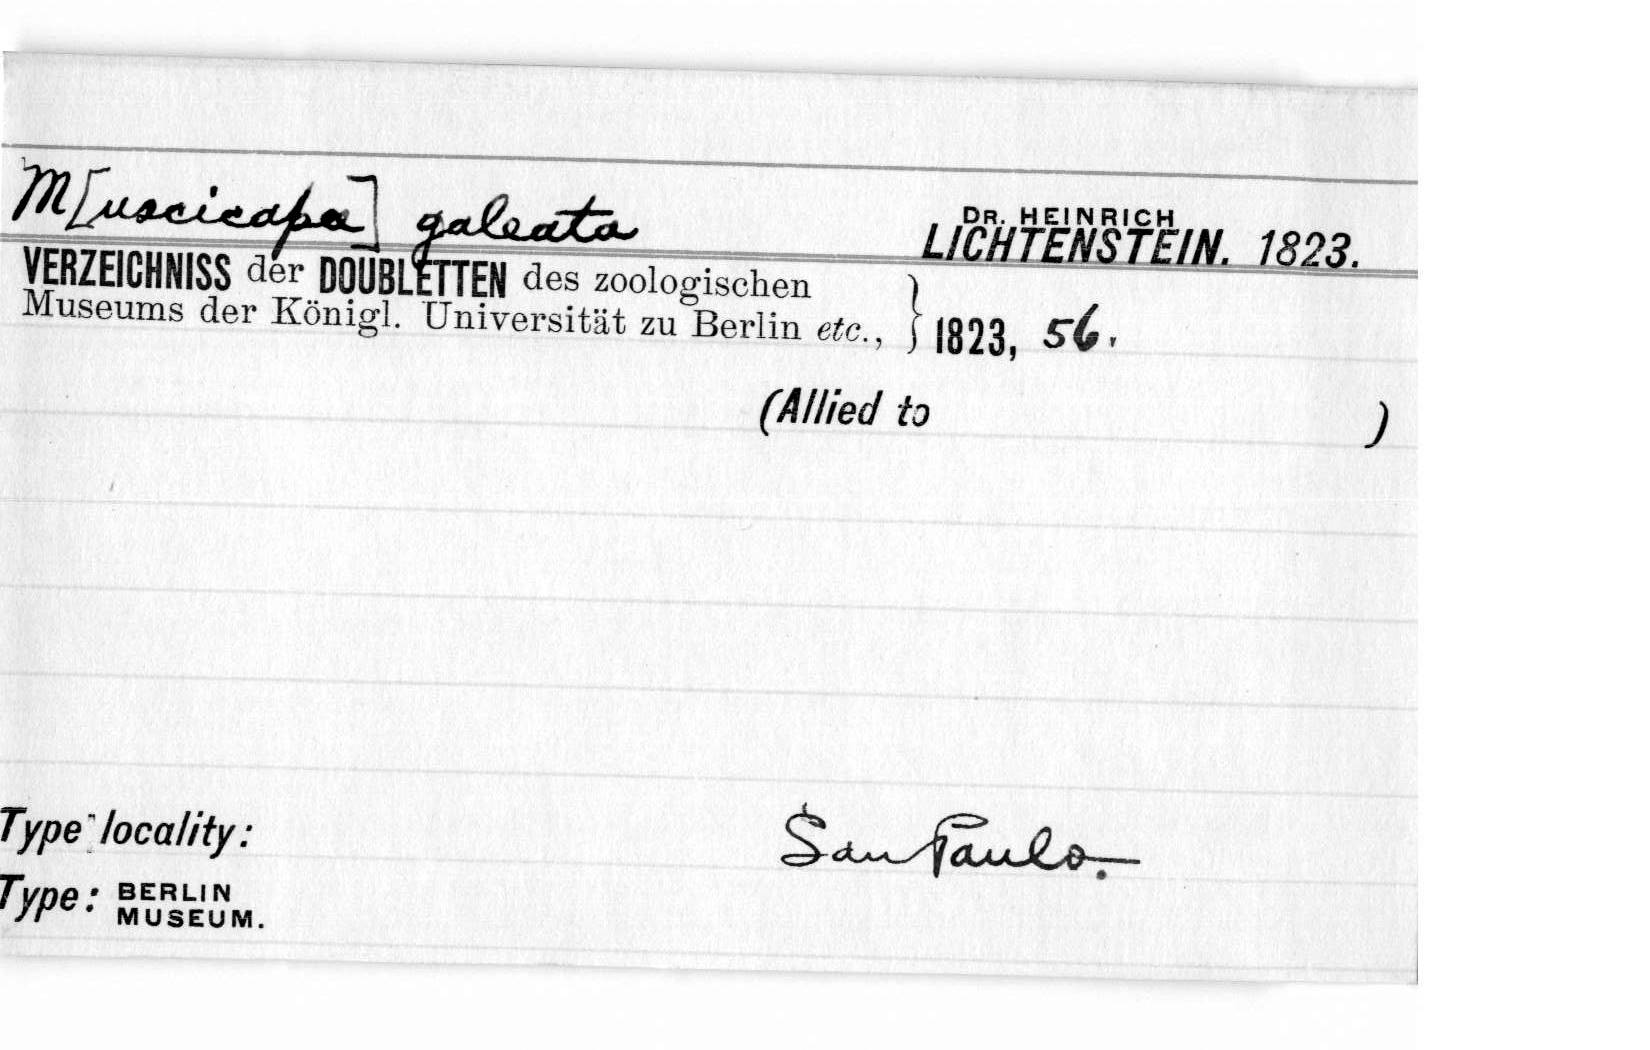 M[uscicapa] galeata
DR. HEINRICH
LICHTENSTEIN. 1823.
VERZEICHNISS der DOUBLETTEN des zoologischen
Museums der Königl. Universität zu Berlin etc., } 1823, 56.
(Allied to )
Type locality: San Paulo.
Type: BERLIN
MUSEUM.